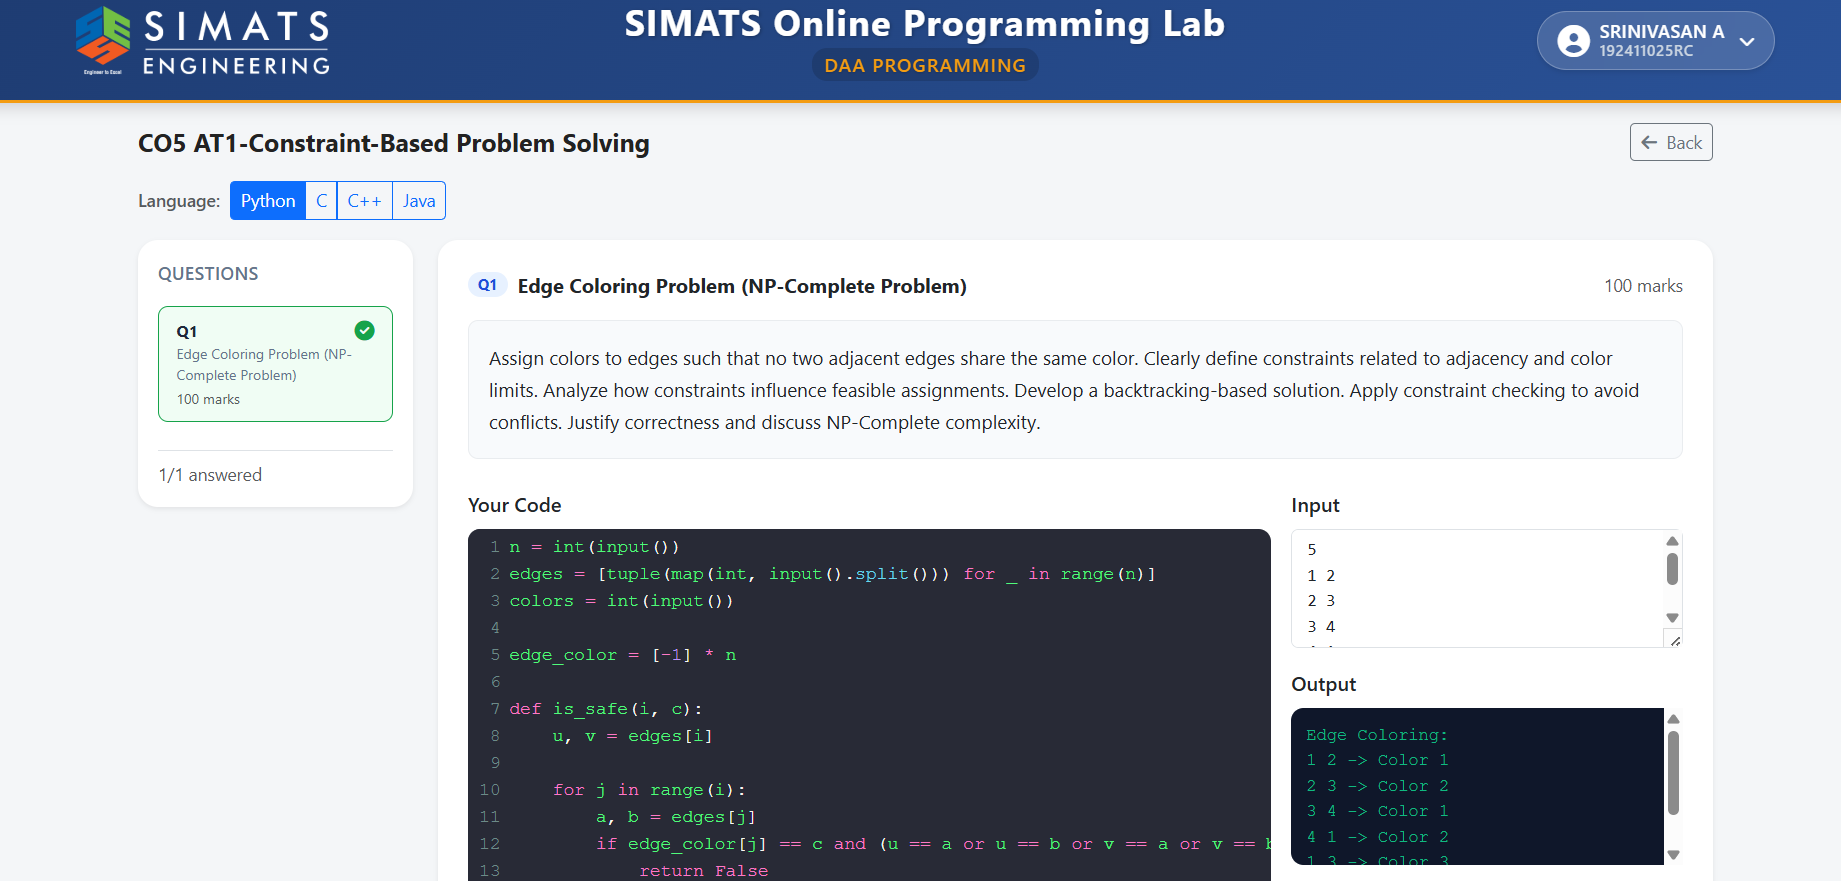 SIMATS
ENGINEERING
Engineer to Excel
SIMATS Online Programming Lab
DAA PROGRAMMING
SRINIVASAN A
192411025RC
CO5 AT1-Constraint-Based Problem Solving
Back
Language: Python C C++ Java
QUESTIONS
Q1
Edge Coloring Problem (NP-
Complete Problem)
100 marks
1/1 answered
Q1 Edge Coloring Problem (NP-Complete Problem)
100 marks
Assign colors to edges such that no two adjacent edges share the same color. Clearly define constraints related to adjacency and color
limits. Analyze how constraints influence feasible assignments. Develop a backtracking-based solution. Apply constraint checking to avoid
conflicts. Justify correctness and discuss NP-Complete complexity.
Your Code
1 n = int(input())
2 edges = [tuple(map(int, input().split())) for _ in range(n)]
3 colors = int(input())
4
5 edge_color = [-1] * n
6
7 def is_safe(i, c):
8 u, v = edges[i]
9
10 for j in range(i):
11 a, b = edges[j]
12 if edge_color[j] == c and (u == a or u == b or v == a or v == b
13 return False
Input
5
1 2
2 3
3 4
Output
Edge Coloring:
1 2 -> Color 1
2 3 -> Color 2
3 4 -> Color 1
4 1 -> Color 2
1 3 -> Color 3